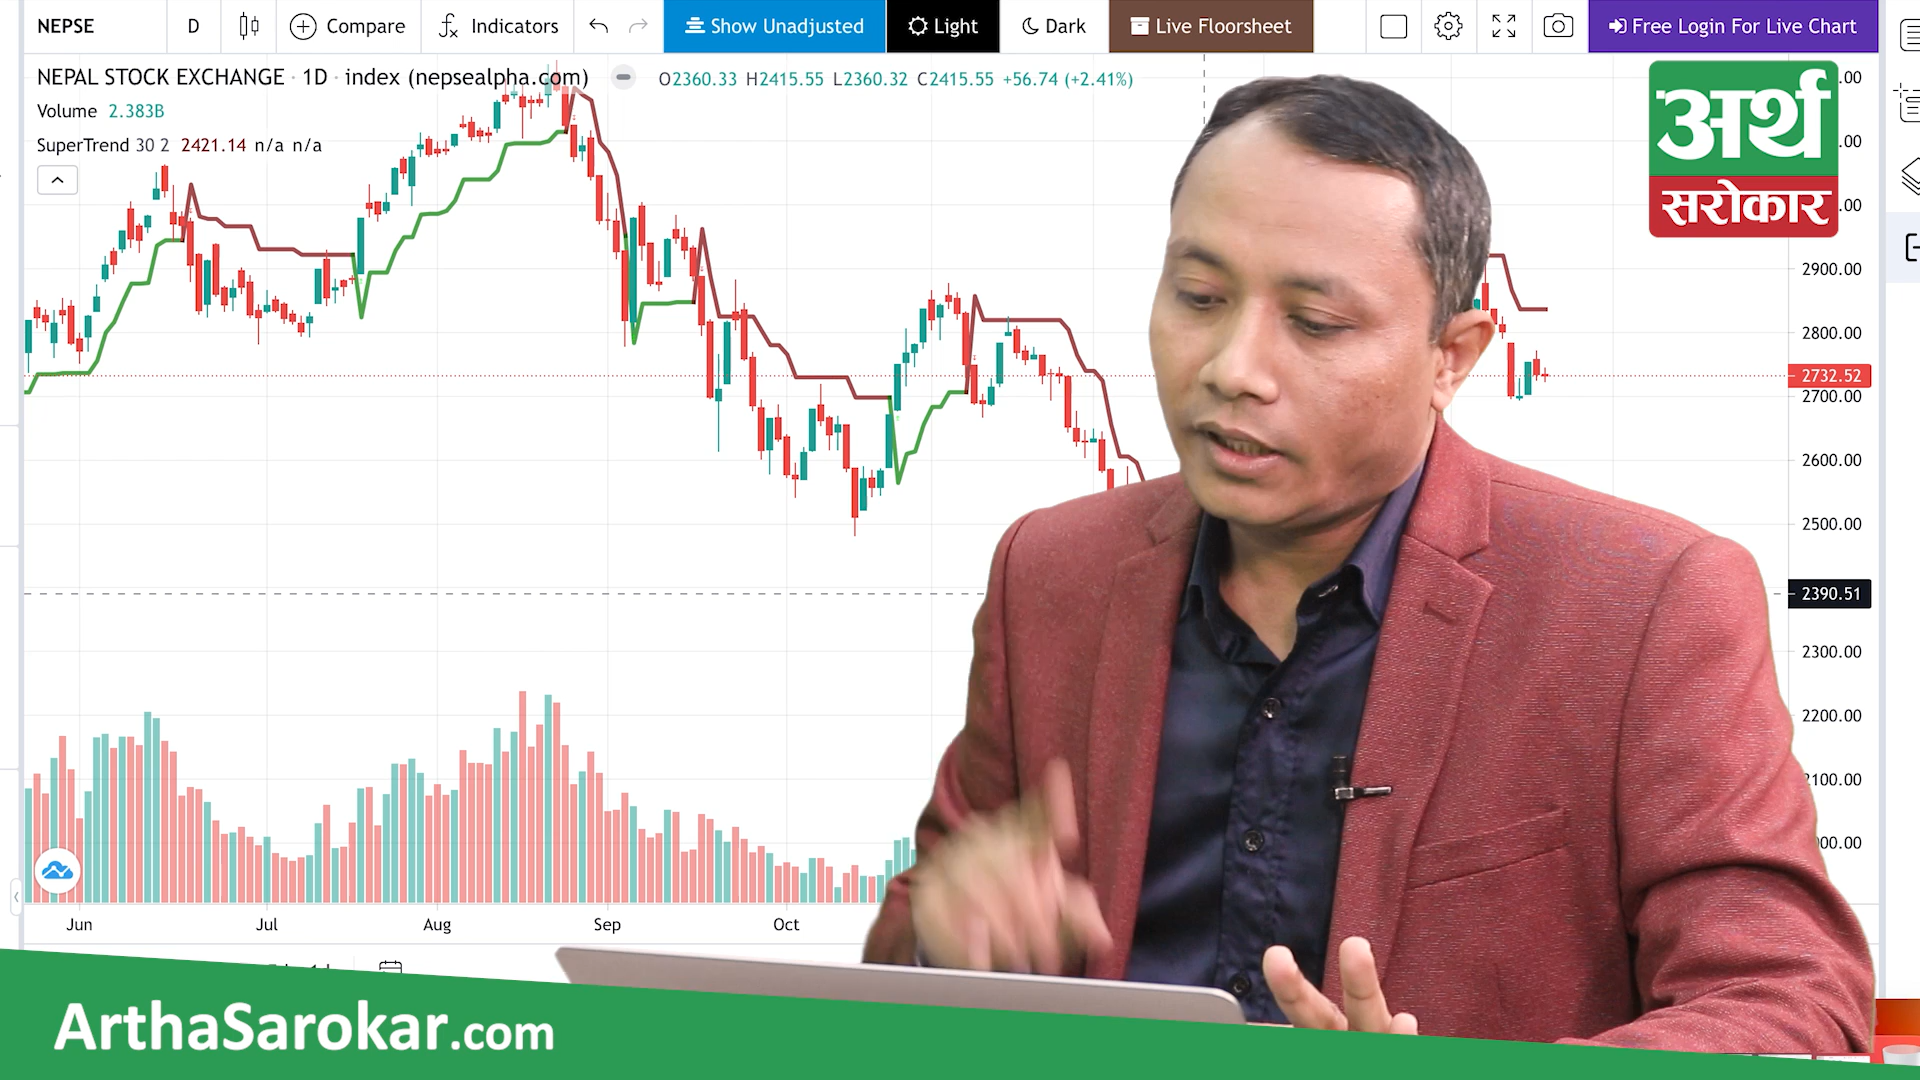 NEPSE D Compare Indicators Show Unadjusted Light Dark Live Floorsheet Free Login For Live Chart
NEPAL STOCK EXCHANGE · 1D · index (nepsealpha.com) O2360.33 H2415.55 L2360.32 C2415.55 +56.74 (+2.41%)
Volume 2.383B
SuperTrend 30 2 2421.14 n/a n/a
अर्थ
सरोकार
2900.00
2800.00
2732.52
2700.00
2600.00
2500.00
2390.51
2300.00
2200.00
Jun Jul Aug Sep Oct
ArthaSarokar.com